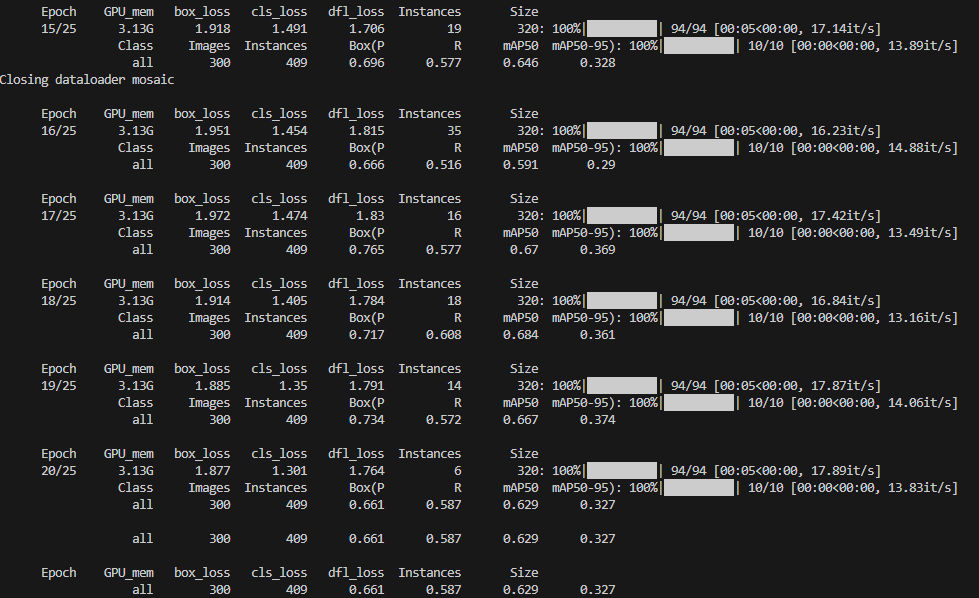 Epoch GPU_mem box_loss cls_loss dfl_loss Instances Size
15/25 3.13G 1.918 1.491 1.706 19 320: 100%| | 94/94 [00:05<00:00, 17.14it/s]
Class Images Instances Box(P R mAP50 mAP50-95): 100%| | 10/10 [00:00<00:00, 13.89it/s]
all 300 409 0.696 0.577 0.646 0.328
Closing dataloader mosaic
Epoch GPU_mem box_loss cls_loss dfl_loss Instances Size
16/25 3.13G 1.951 1.454 1.815 35 320: 100%| | 94/94 [00:05<00:00, 16.23it/s]
Class Images Instances Box(P R mAP50 mAP50-95): 100%| | 10/10 [00:00<00:00, 14.88it/s]
all 300 409 0.666 0.516 0.591 0.29
Epoch GPU_mem box_loss cls_loss dfl_loss Instances Size
17/25 3.13G 1.972 1.474 1.83 16 320: 100%| | 94/94 [00:05<00:00, 17.42it/s]
Class Images Instances Box(P R mAP50 mAP50-95): 100%| | 10/10 [00:00<00:00, 13.49it/s]
all 300 409 0.765 0.577 0.67 0.369
Epoch GPU_mem box_loss cls_loss dfl_loss Instances Size
18/25 3.13G 1.914 1.405 1.784 18 320: 100%| | 94/94 [00:05<00:00, 16.84it/s]
Class Images Instances Box(P R mAP50 mAP50-95): 100%| | 10/10 [00:00<00:00, 13.16it/s]
all 300 409 0.717 0.608 0.684 0.361
Epoch GPU_mem box_loss cls_loss dfl_loss Instances Size
19/25 3.13G 1.885 1.35 1.791 14 320: 100%| | 94/94 [00:05<00:00, 17.87it/s]
Class Images Instances Box(P R mAP50 mAP50-95): 100%| | 10/10 [00:00<00:00, 14.06it/s]
all 300 409 0.734 0.572 0.667 0.374
Epoch GPU_mem box_loss cls_loss dfl_loss Instances Size
20/25 3.13G 1.877 1.301 1.764 6 320: 100%| | 94/94 [00:05<00:00, 17.89it/s]
Class Images Instances Box(P R mAP50 mAP50-95): 100%| | 10/10 [00:00<00:00, 13.83it/s]
all 300 409 0.661 0.587 0.629 0.327
all 300 409 0.661 0.587 0.629 0.327
Epoch GPU_mem box_loss cls_loss dfl_loss Instances Size
all 300 409 0.661 0.587 0.629 0.327